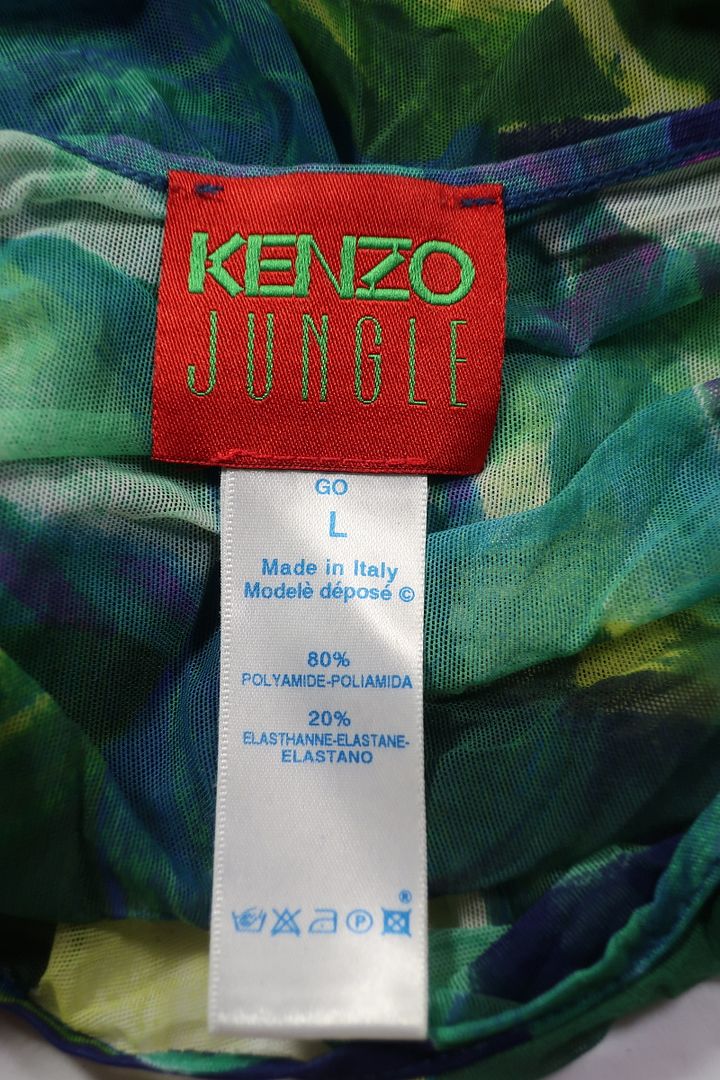 KENZO
JUNGLE
GO
L
Made in Italy
Modelè déposé ©
80%
POLYAMIDE-POLIAMIDA
20%
ELASTHANNE-ELASTANE-
ELASTANO
®
P